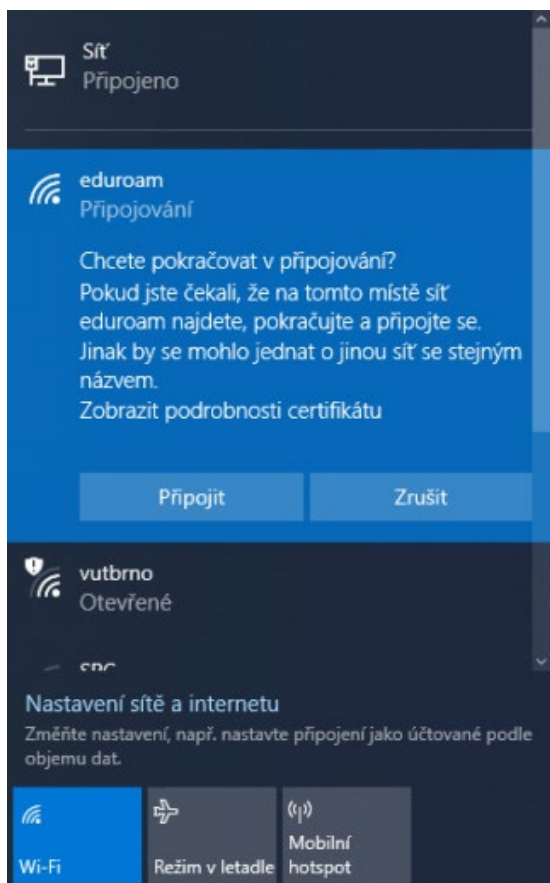 Síť
Připojeno
eduroam
Připojování
Chcete pokračovat v připojování?
Pokud jste čekali, že na tomto místě síť
eduroam najdete, pokračujte a připojte se.
Jinak by se mohlo jednat o jinou síť se stejným
názvem.
Zobrazit podrobnosti certifikátu
Připojit
Zrušit
vutbrno
Otevřené
Nastavení sítě a internetu
Změňte nastavení, např. nastavte připojení jako účtované podle
objemu dat.
Wi-Fi
Režim v letadle
Mobilní
hotspot